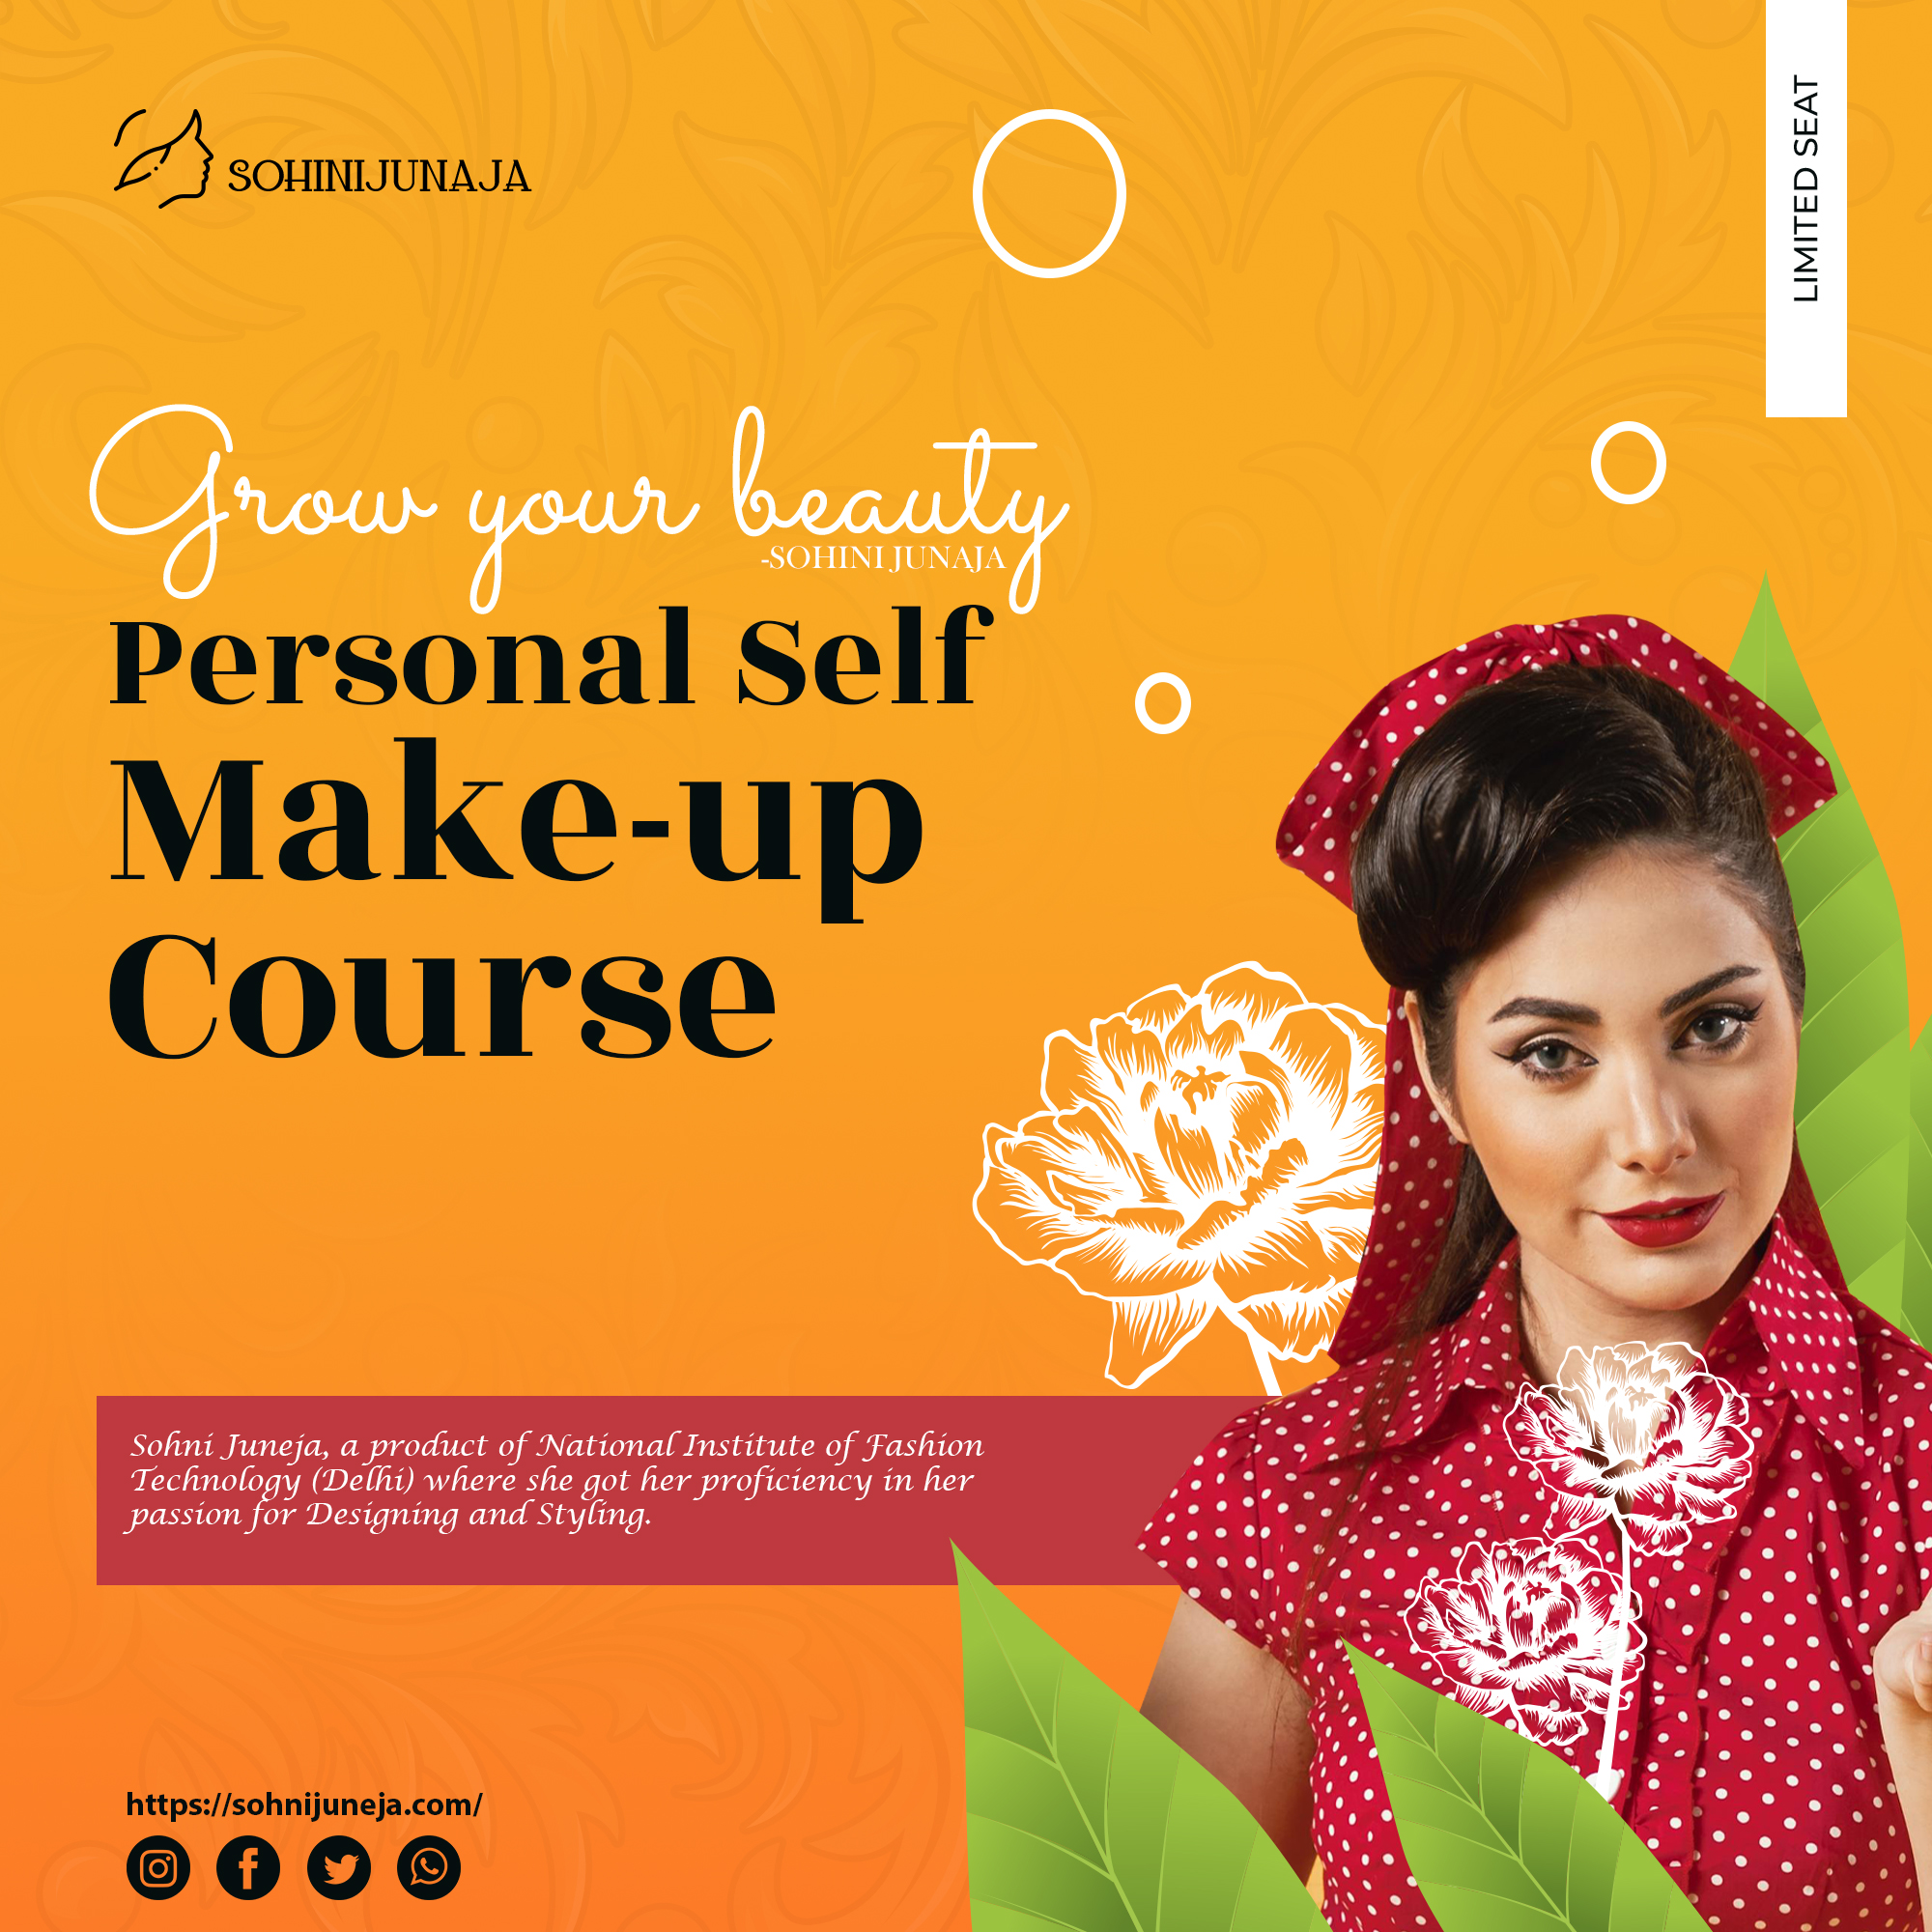 SOHINIJUNAJA
LIMITED SEAT
Grow your beauty
-SOHINI JUNAJA
Personal Self
Make-up
Course
Sohni Juneja, a product of National Institute of Fashion
Technology (Delhi) where she got her proficiency in her
passion for Designing and Styling.
https://sohnijuneja.com/